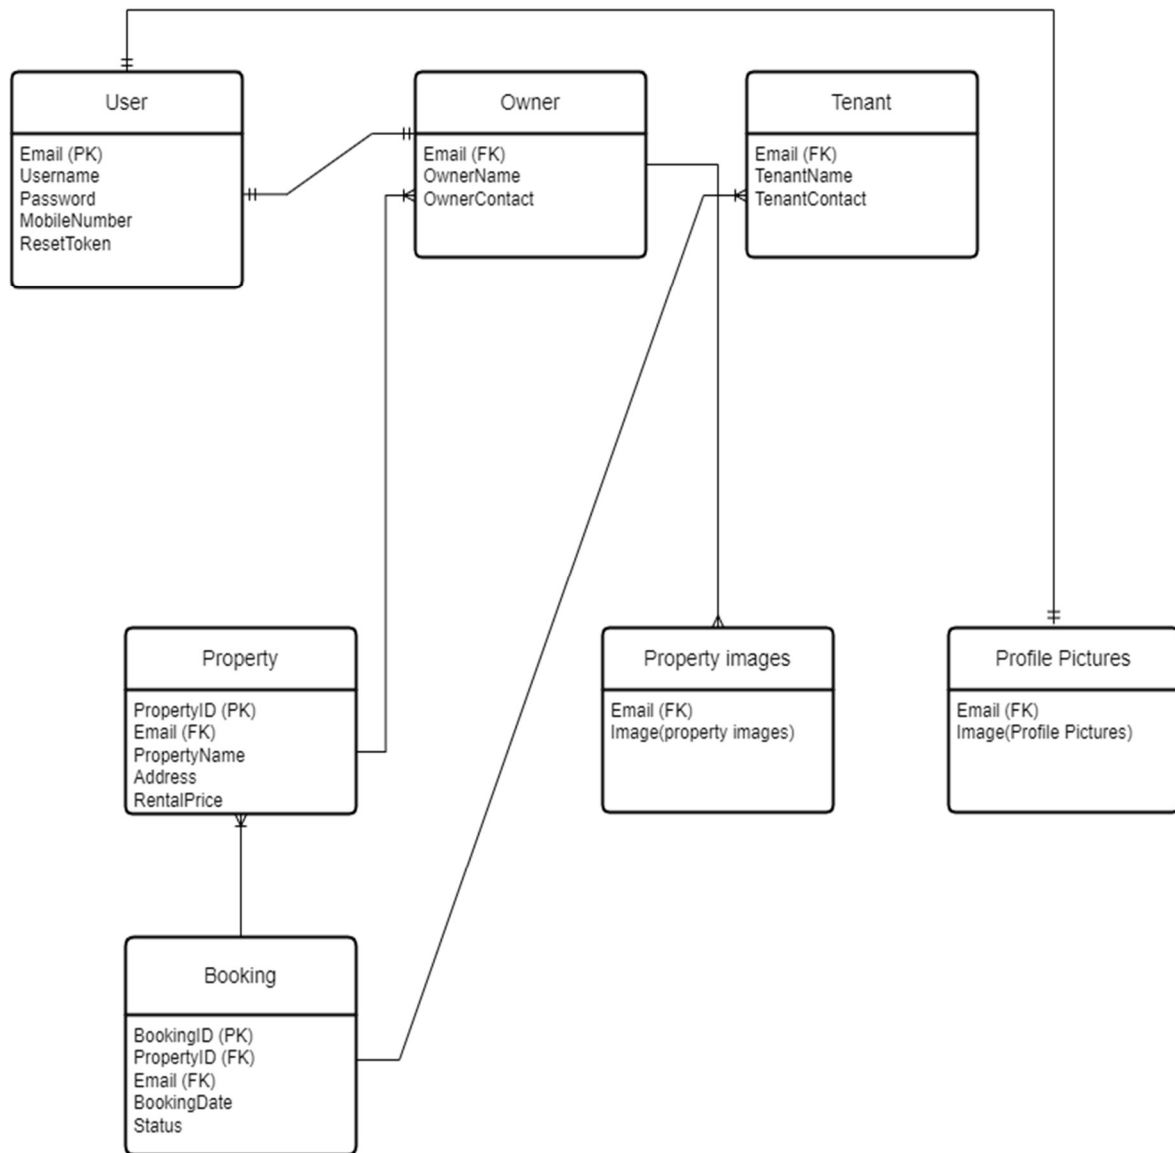 User
Email (PK)
Username
Password
MobileNumber
ResetToken
Owner
Email (FK)
OwnerName
OwnerContact
Tenant
Email (FK)
TenantName
TenantContact
Property
PropertyID (PK)
Email (FK)
PropertyName
Address
RentalPrice
Property images
Email (FK)
Image(property images)
Profile Pictures
Email (FK)
Image(Profile Pictures)
Booking
BookingID (PK)
PropertyID (FK)
Email (FK)
BookingDate
Status